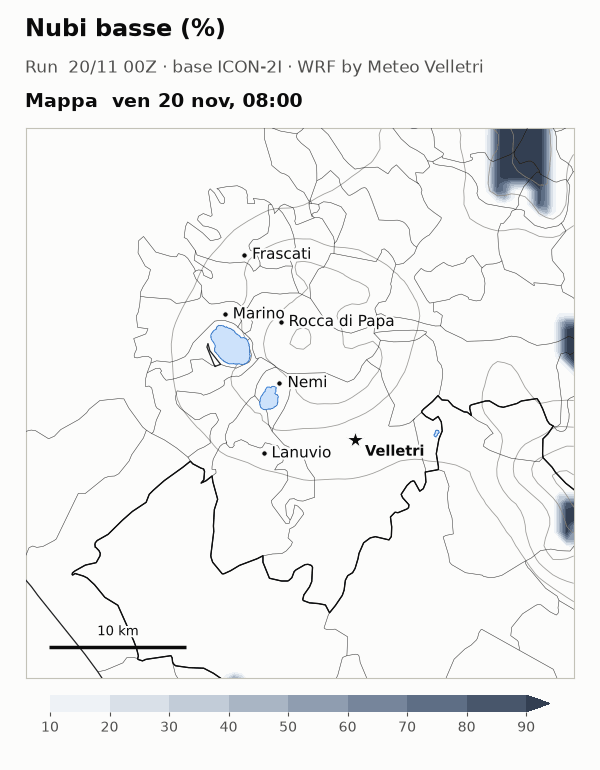 Nubi basse (%)
Run  20/11 00Z · base ICON-2I · WRF by Meteo Velletri
Mappa  ven 20 nov, 08:00
Frascati
Marino
Rocca di Papa
Nemi
Velletri
Lanuvio
10 km
10 20 30 40 50 60 70 80 90